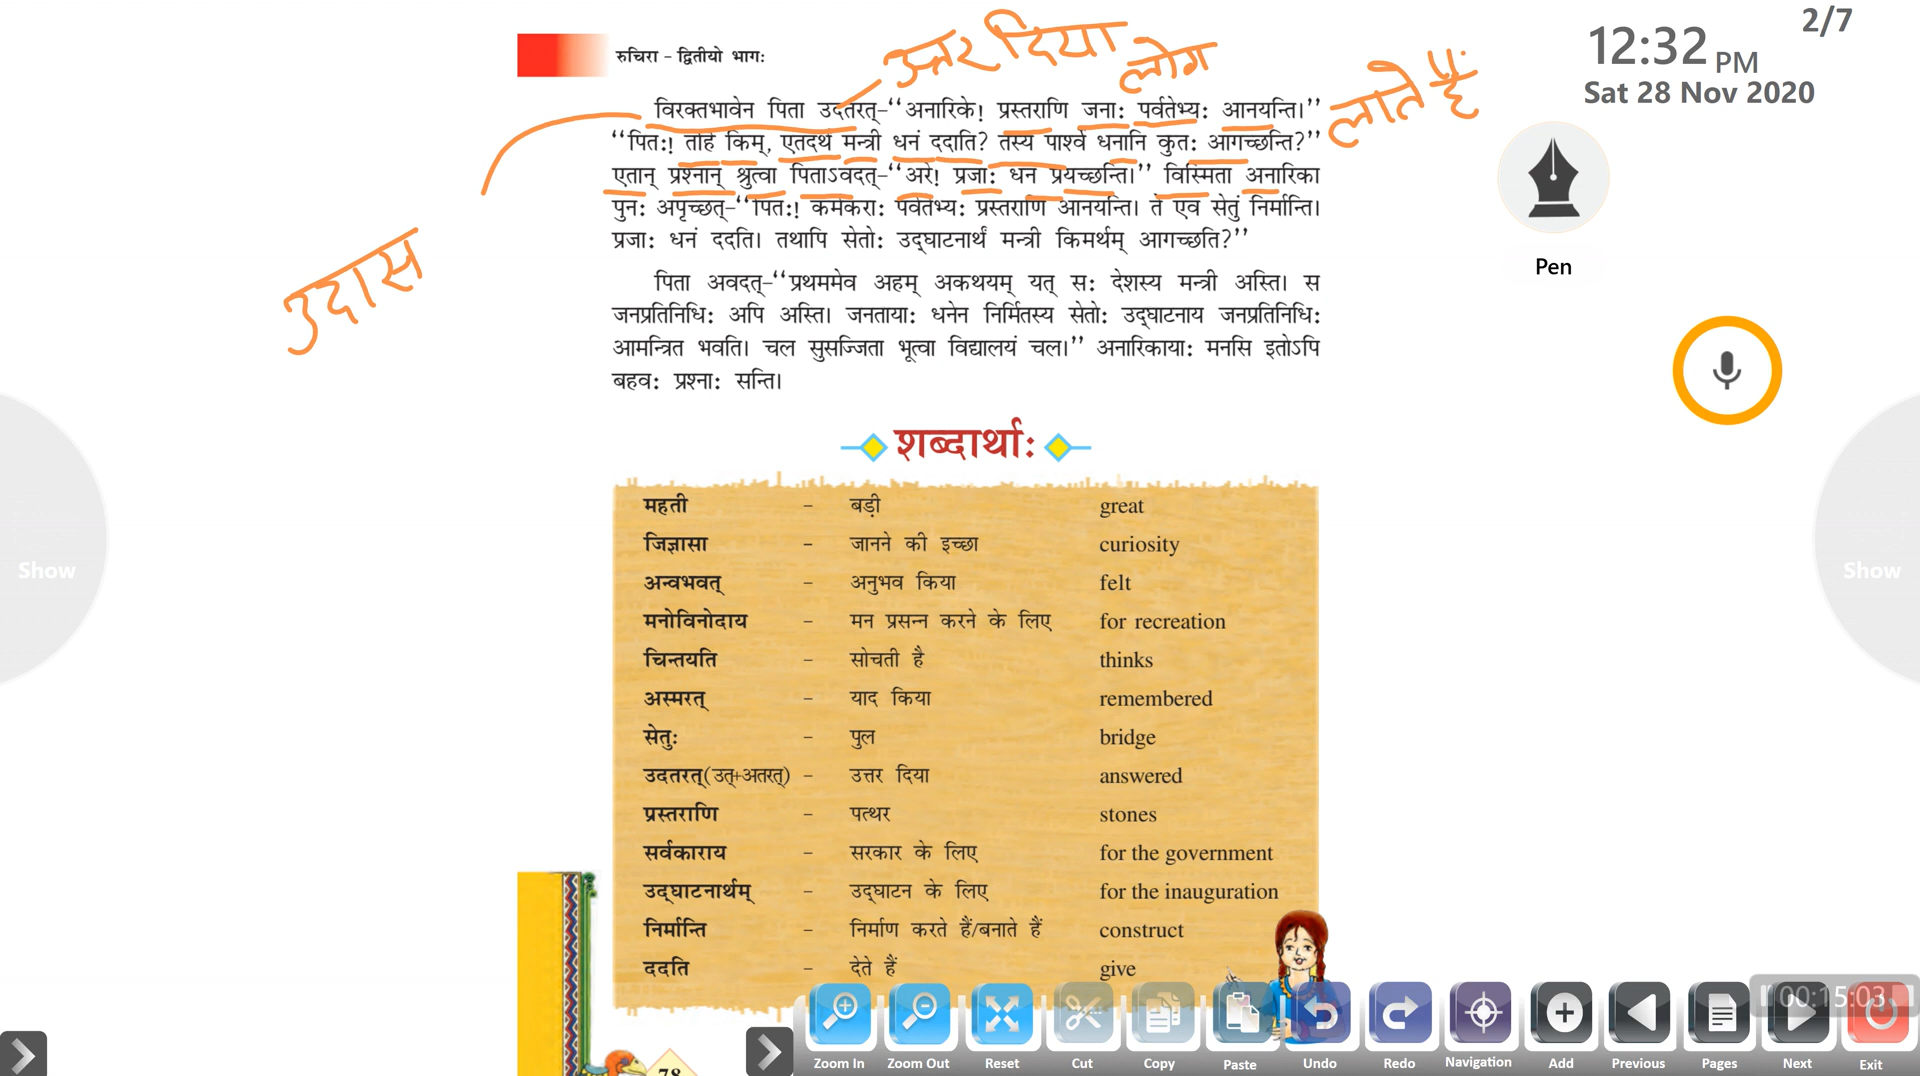 रुचिरा - द्वितीयो भागः
उत्तर दिया
लोग
लाते हैं
उदास
विरक्तभावेन पिता उदतरत्-“अनारिके! प्रस्तराणि जनाः पर्वतेभ्यः आनयन्ति।”
“पितः! तर्हि किम्, एतदर्थं मन्त्री धनं ददाति? तस्य पार्श्वे धनानि कुतः आगच्छन्ति?”
एतान् प्रश्नान् श्रुत्वा पिताऽवदत्-“अरे! प्रजाः धनं प्रयच्छन्ति।” विस्मिता अनारिका
पुनः अपृच्छत्-“पितः! कर्मकराः पर्वतेभ्यः प्रस्तराणि आनयन्ति। ते एव सेतुं निर्मान्ति।
प्रजाः धनं ददति। तथापि सेतोः उद्घाटनार्थं मन्त्री किमर्थम् आगच्छति?”
पिता अवदत्-“प्रथममेव अहम् अकथयम् यत् सः देशस्य मन्त्री अस्ति। स
जनप्रतिनिधिः अपि अस्ति। जनतायाः धनेन निर्मितस्य सेतोः उद्घाटनाय जनप्रतिनिधिः
आमन्त्रित भवति। चल सुसज्जिता भूत्वा विद्यालयं चल।” अनारिकायाः मनसि इतोऽपि
बहवः प्रश्नाः सन्ति।
शब्दार्थाः
महती - बड़ी great
जिज्ञासा - जानने की इच्छा curiosity
अन्वभवत् - अनुभव किया felt
मनोविनोदाय - मन प्रसन्न करने के लिए for recreation
चिन्तयति - सोचती है thinks
अस्मरत् - याद किया remembered
सेतुः - पुल bridge
उदतरत्(उत्+अतरत्) - उत्तर दिया answered
प्रस्तराणि - पत्थर stones
सर्वकाराय - सरकार के लिए for the government
उद्घाटनार्थम् - उद्घाटन के लिए for the inauguration
निर्मान्ति - निर्माण करते हैं/बनाते हैं construct
ददति - देते हैं give
78
2/7
12:32 PM
Sat 28 Nov 2020
Pen
Show
Show
00:15:03
Zoom In Zoom Out Reset Cut Copy Paste Undo Redo Navigation Add Previous Pages Next Exit